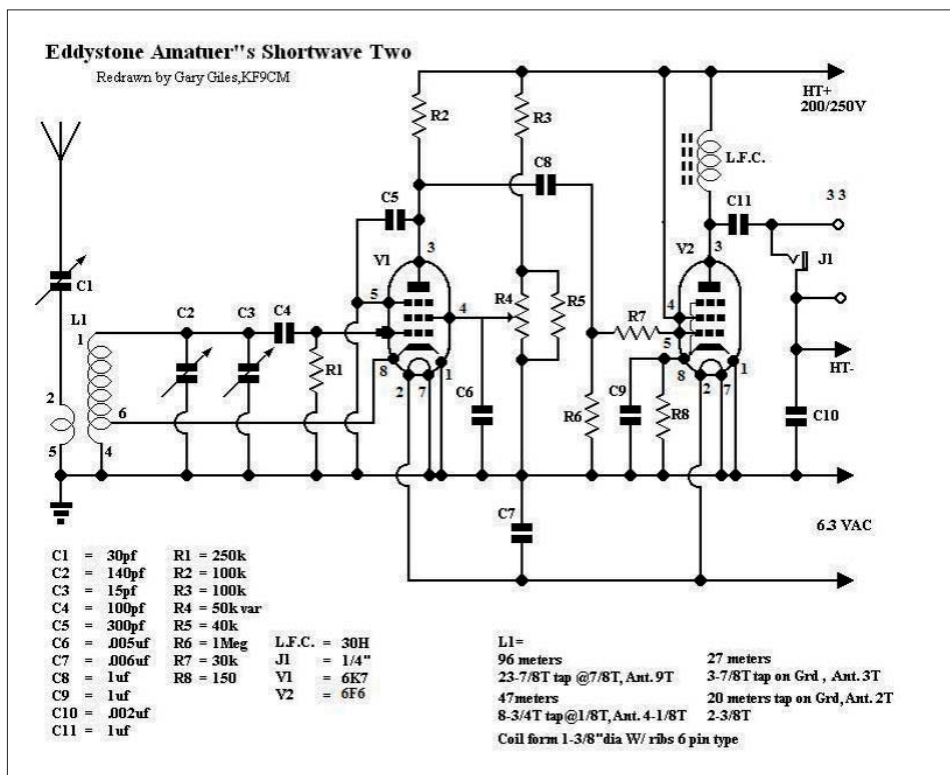 Eddystone Amatuer"s Shortwave Two
Redrawn by Gary Giles,KF9CM
HT+
200/250V
R2
R3
L.F.C.
C8
C5
C11
3 3
C1
V1
3
V2
3
J1
L1
1
C2
C3
C4
5
4
R4
R5
R7
4
5
R1
8
2
7
1
C6
C9
8
2
7
1
HT-
2
6
R6
R8
C10
5
4
C7
6.3 VAC
C1 = 30pf
C2 = 140pf
C3 = 15pf
C4 = 100pf
C5 = 300pf
C6 = .005uf
C7 = .006uf
C8 = 1uf
C9 = 1uf
C10 = .002uf
C11 = 1uf
R1 = 250k
R2 = 100k
R3 = 100k
R4 = 50k var
R5 = 40k
R6 = 1Meg
R7 = 30k
R8 = 150
L.F.C. = 30H
J1 = 1/4"
V1 = 6K7
V2 = 6F6
L1=
96 meters
23-7/8T tap @7/8T, Ant. 9T
47meters
8-3/4T tap@1/8T, Ant. 4-1/8T
27 meters
3-7/8T tap on Grd , Ant. 3T
20 meters tap on Grd, Ant. 2T
2-3/8T
Coil form 1-3/8"dia W/ ribs 6 pin type